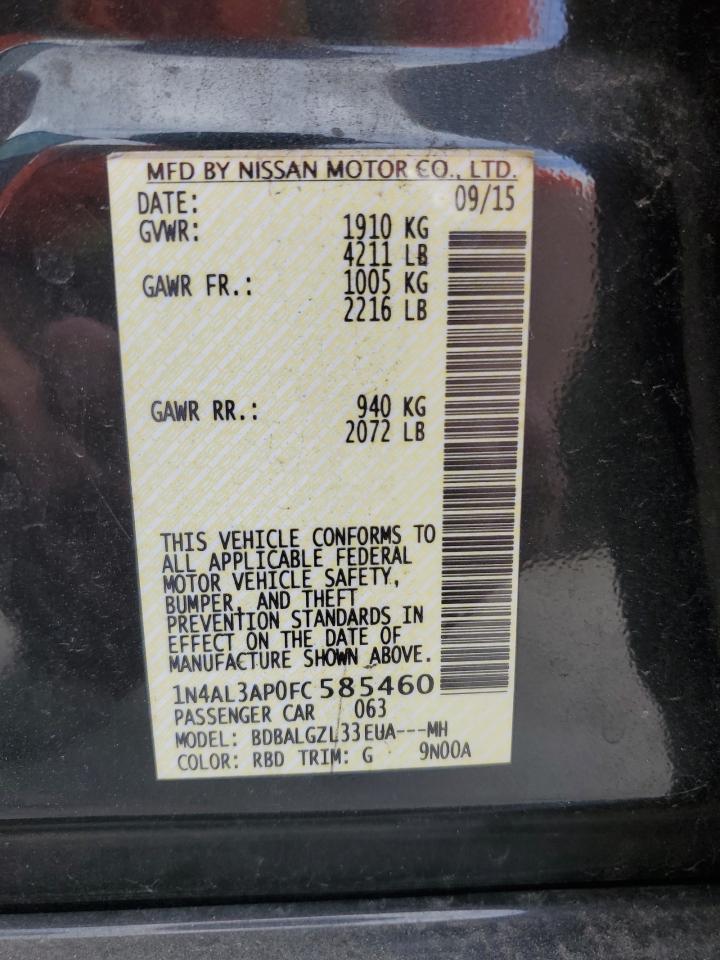 MFD BY NISSAN MOTOR CO., LTD.
DATE: 09/15
GVWR: 1910 KG
4211 LB
GAWR FR.: 1005 KG
2216 LB
GAWR RR.: 940 KG
2072 LB
THIS VEHICLE CONFORMS TO
ALL APPLICABLE FEDERAL
MOTOR VEHICLE SAFETY,
BUMPER, AND THEFT
PREVENTION STANDARDS IN
EFFECT ON THE DATE OF
MANUFACTURE SHOWN ABOVE.
1N4AL3AP0FC 585460
PASSENGER CAR 063
MODEL: BDBALGZL33EUA---MH
COLOR: RBD TRIM: G 9N00A